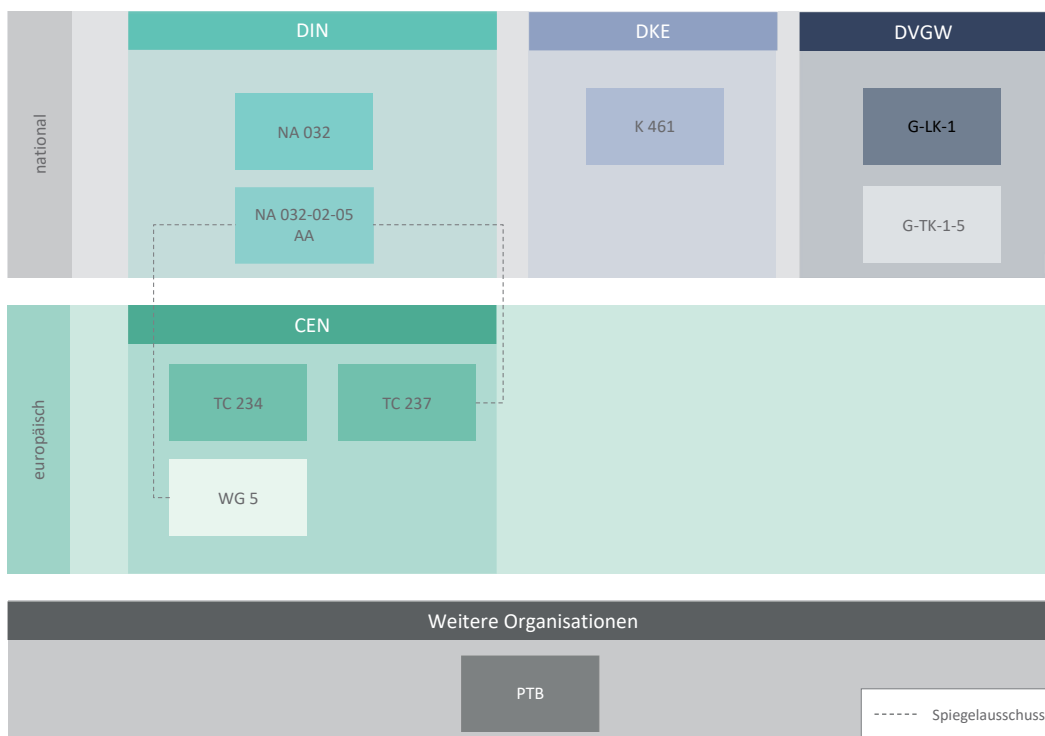 DIN
DKE
DVGW
national
NA 032
K 461
G-LK-1
NA 032-02-05
AA
G-TK-1-5
europäisch
CEN
TC 234
TC 237
WG 5
Weitere Organisationen
PTB
Spiegelausschuss